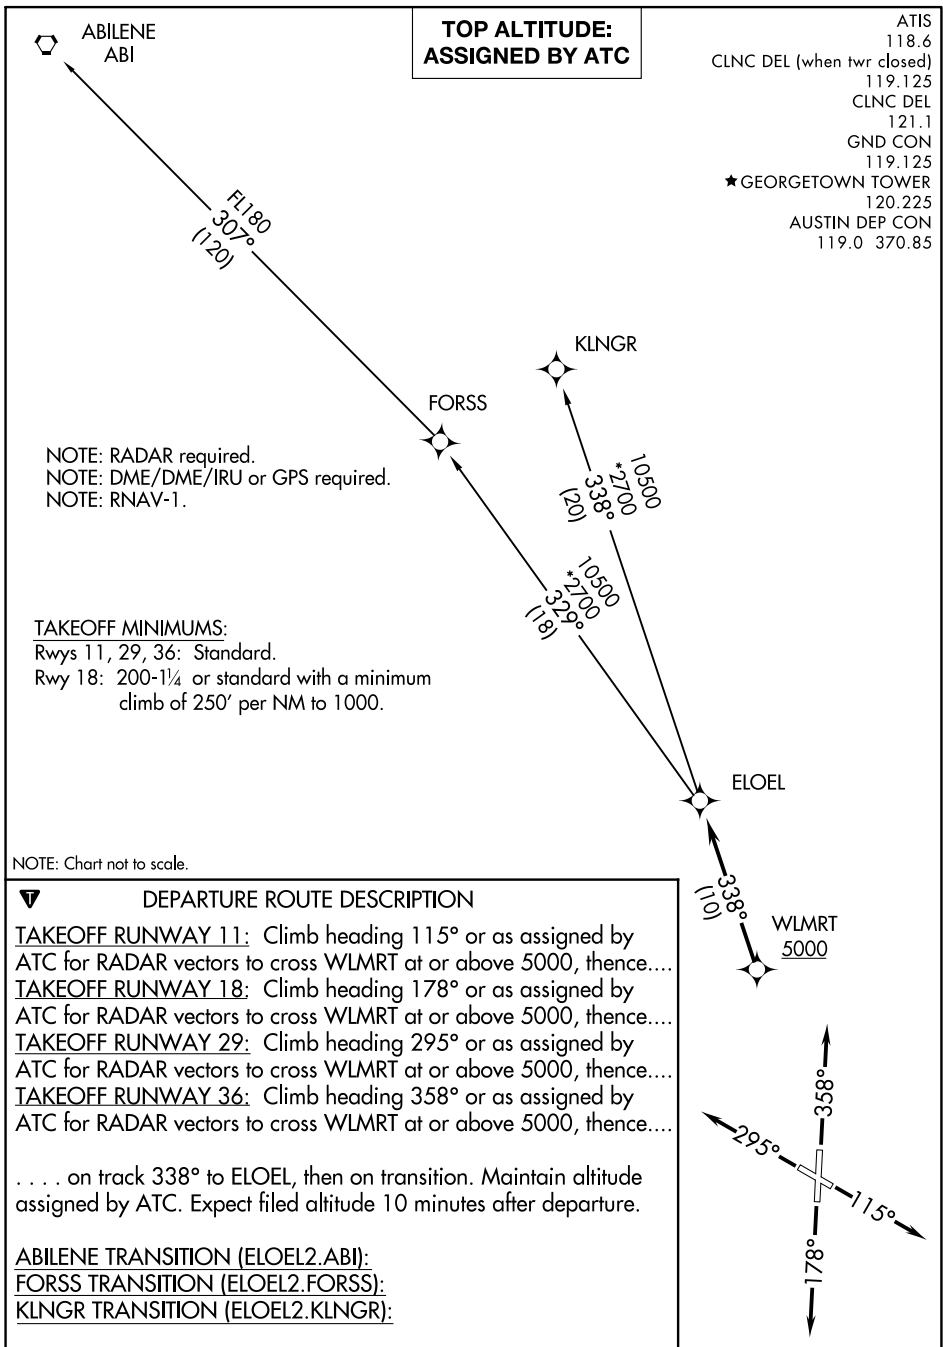 ABILENE
ABI
TOP ALTITUDE:
ASSIGNED BY ATC
ATIS
118.6
CLNC DEL (when twr closed)
119.125
CLNC DEL
121.1
GND CON
119.125
★ GEORGETOWN TOWER
120.225
AUSTIN DEP CON
119.0 370.85
FL180
307°
(120)
KLNGR
FORSS
10500
*2700
338°
(20)
NOTE: RADAR required.
NOTE: DME/DME/IRU or GPS required.
NOTE: RNAV-1.
10500
*2700
329°
(18)
TAKEOFF MINIMUMS:
Rwys 11, 29, 36: Standard.
Rwy 18: 200-1¼ or standard with a minimum
climb of 250' per NM to 1000.
ELOEL
338°
(10)
WLMRT
5000
NOTE: Chart not to scale.
T
DEPARTURE ROUTE DESCRIPTION
TAKEOFF RUNWAY 11: Climb heading 115° or as assigned by
ATC for RADAR vectors to cross WLMRT at or above 5000, thence....
TAKEOFF RUNWAY 18: Climb heading 178° or as assigned by
ATC for RADAR vectors to cross WLMRT at or above 5000, thence....
TAKEOFF RUNWAY 29: Climb heading 295° or as assigned by
ATC for RADAR vectors to cross WLMRT at or above 5000, thence....
TAKEOFF RUNWAY 36: Climb heading 358° or as assigned by
ATC for RADAR vectors to cross WLMRT at or above 5000, thence....
. . . . on track 338° to ELOEL, then on transition. Maintain altitude
assigned by ATC. Expect filed altitude 10 minutes after departure.
ABILENE TRANSITION (ELOEL2.ABI):
FORSS TRANSITION (ELOEL2.FORSS):
KLNGR TRANSITION (ELOEL2.KLNGR):
358°
295°
115°
178°